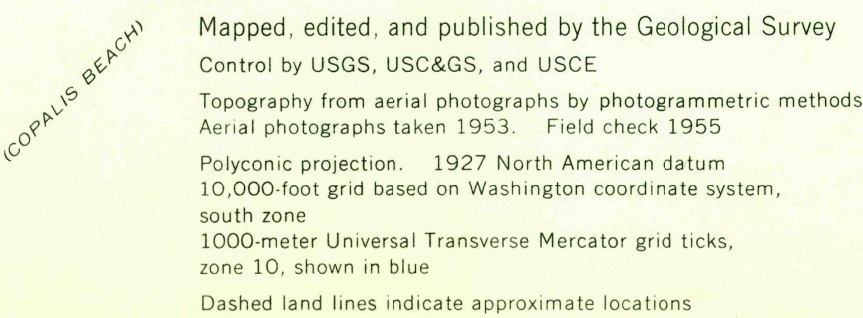 (COPALIS BEACH)
Mapped, edited, and published by the Geological Survey
Control by USGS, USC&GS, and USCE
Topography from aerial photographs by photogrammetric methods
Aerial photographs taken 1953. Field check 1955
Polyconic projection. 1927 North American datum
10,000-foot grid based on Washington coordinate system,
south zone
1000-meter Universal Transverse Mercator grid ticks,
zone 10, shown in blue
Dashed land lines indicate approximate locations